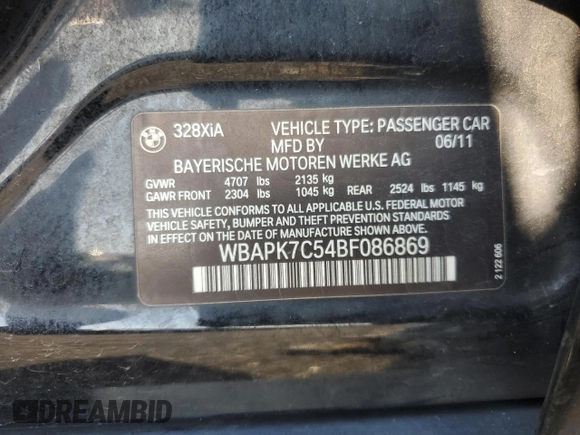 BMW
328XiA VEHICLE TYPE: PASSENGER CAR
MFD BY 06/11
BAYERISCHE MOTOREN WERKE AG
GVWR 4707 lbs 2135 kg
GAWR FRONT 2304 lbs 1045 kg REAR 2524 lbs 1145 kg
THIS VEHICLE CONFORMS TO ALL APPLICABLE
U.S. FEDERAL MOTOR
VEHICLE SAFETY, BUMPER AND THEFT PREVENTION STANDARDS
IN EFFECT ON THE DATE OF MANUFACTURE SHOWN ABOVE.
WBAPK7C54BF086869
2 122 606
DREAMBID